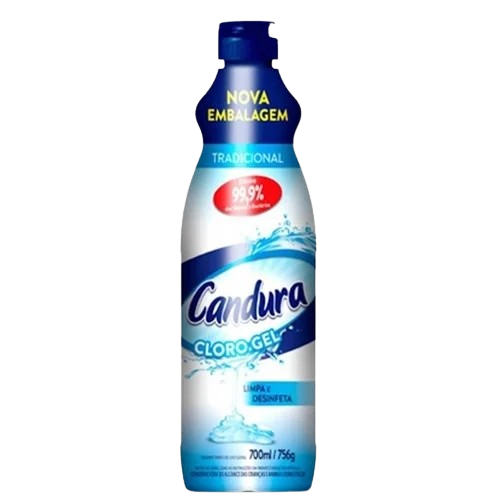 NOVA
EMBALAGEM
TRADICIONAL
99,9%
Candura
CLORO GEL
LIMPA E
DESINFETA
700ml / 756g